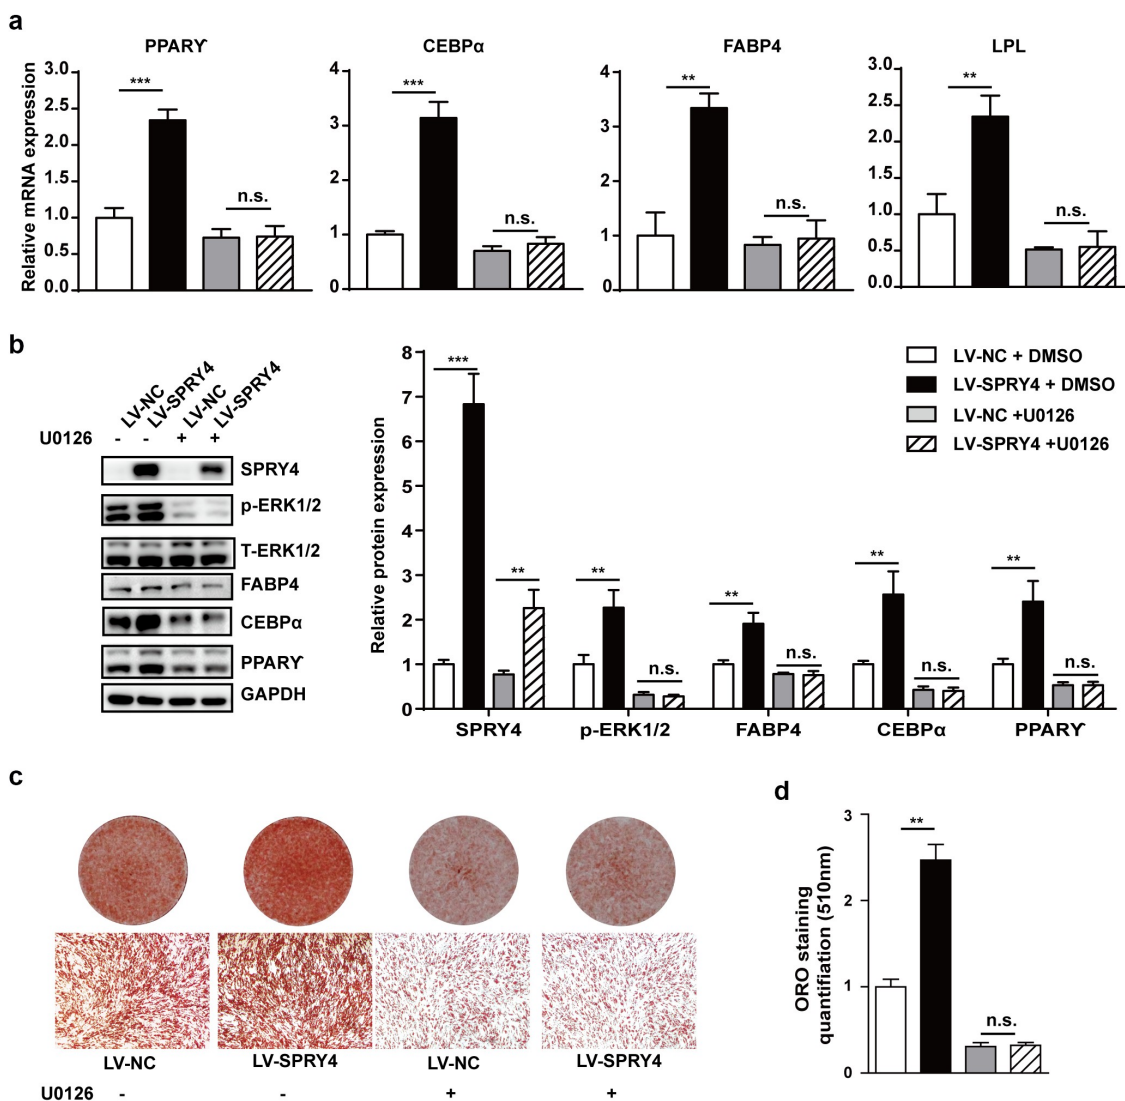 a
PPARϒ CEBPα FABP4 LPL
Relative mRNA expression
3.0 2.5 2.0 1.5 1.0 0.5 0.0
*** n.s.
4 3 2 1 0
*** n.s.
4 3 2 1 0
** n.s.
3.0 2.5 2.0 1.5 1.0 0.5 0.0
** n.s.
b
LV-NC LV-SPRY4 LV-NC LV-SPRY4
U0126 - - + +
SPRY4
p-ERK1/2
T-ERK1/2
FABP4
CEBPα
PPARϒ
GAPDH
Relative protein expression
8 7 6 5 4 3 2 1 0
*** ** ** ** ** **
n.s. n.s. n.s. n.s.
SPRY4 p-ERK1/2 FABP4 CEBPα PPARϒ
LV-NC + DMSO
LV-SPRY4 + DMSO
LV-NC +U0126
LV-SPRY4 +U0126
c
LV-NC LV-SPRY4 LV-NC LV-SPRY4
U0126 - - + +
d
ORO staining
quantifiation (510nm)
3 2 1 0
** n.s.